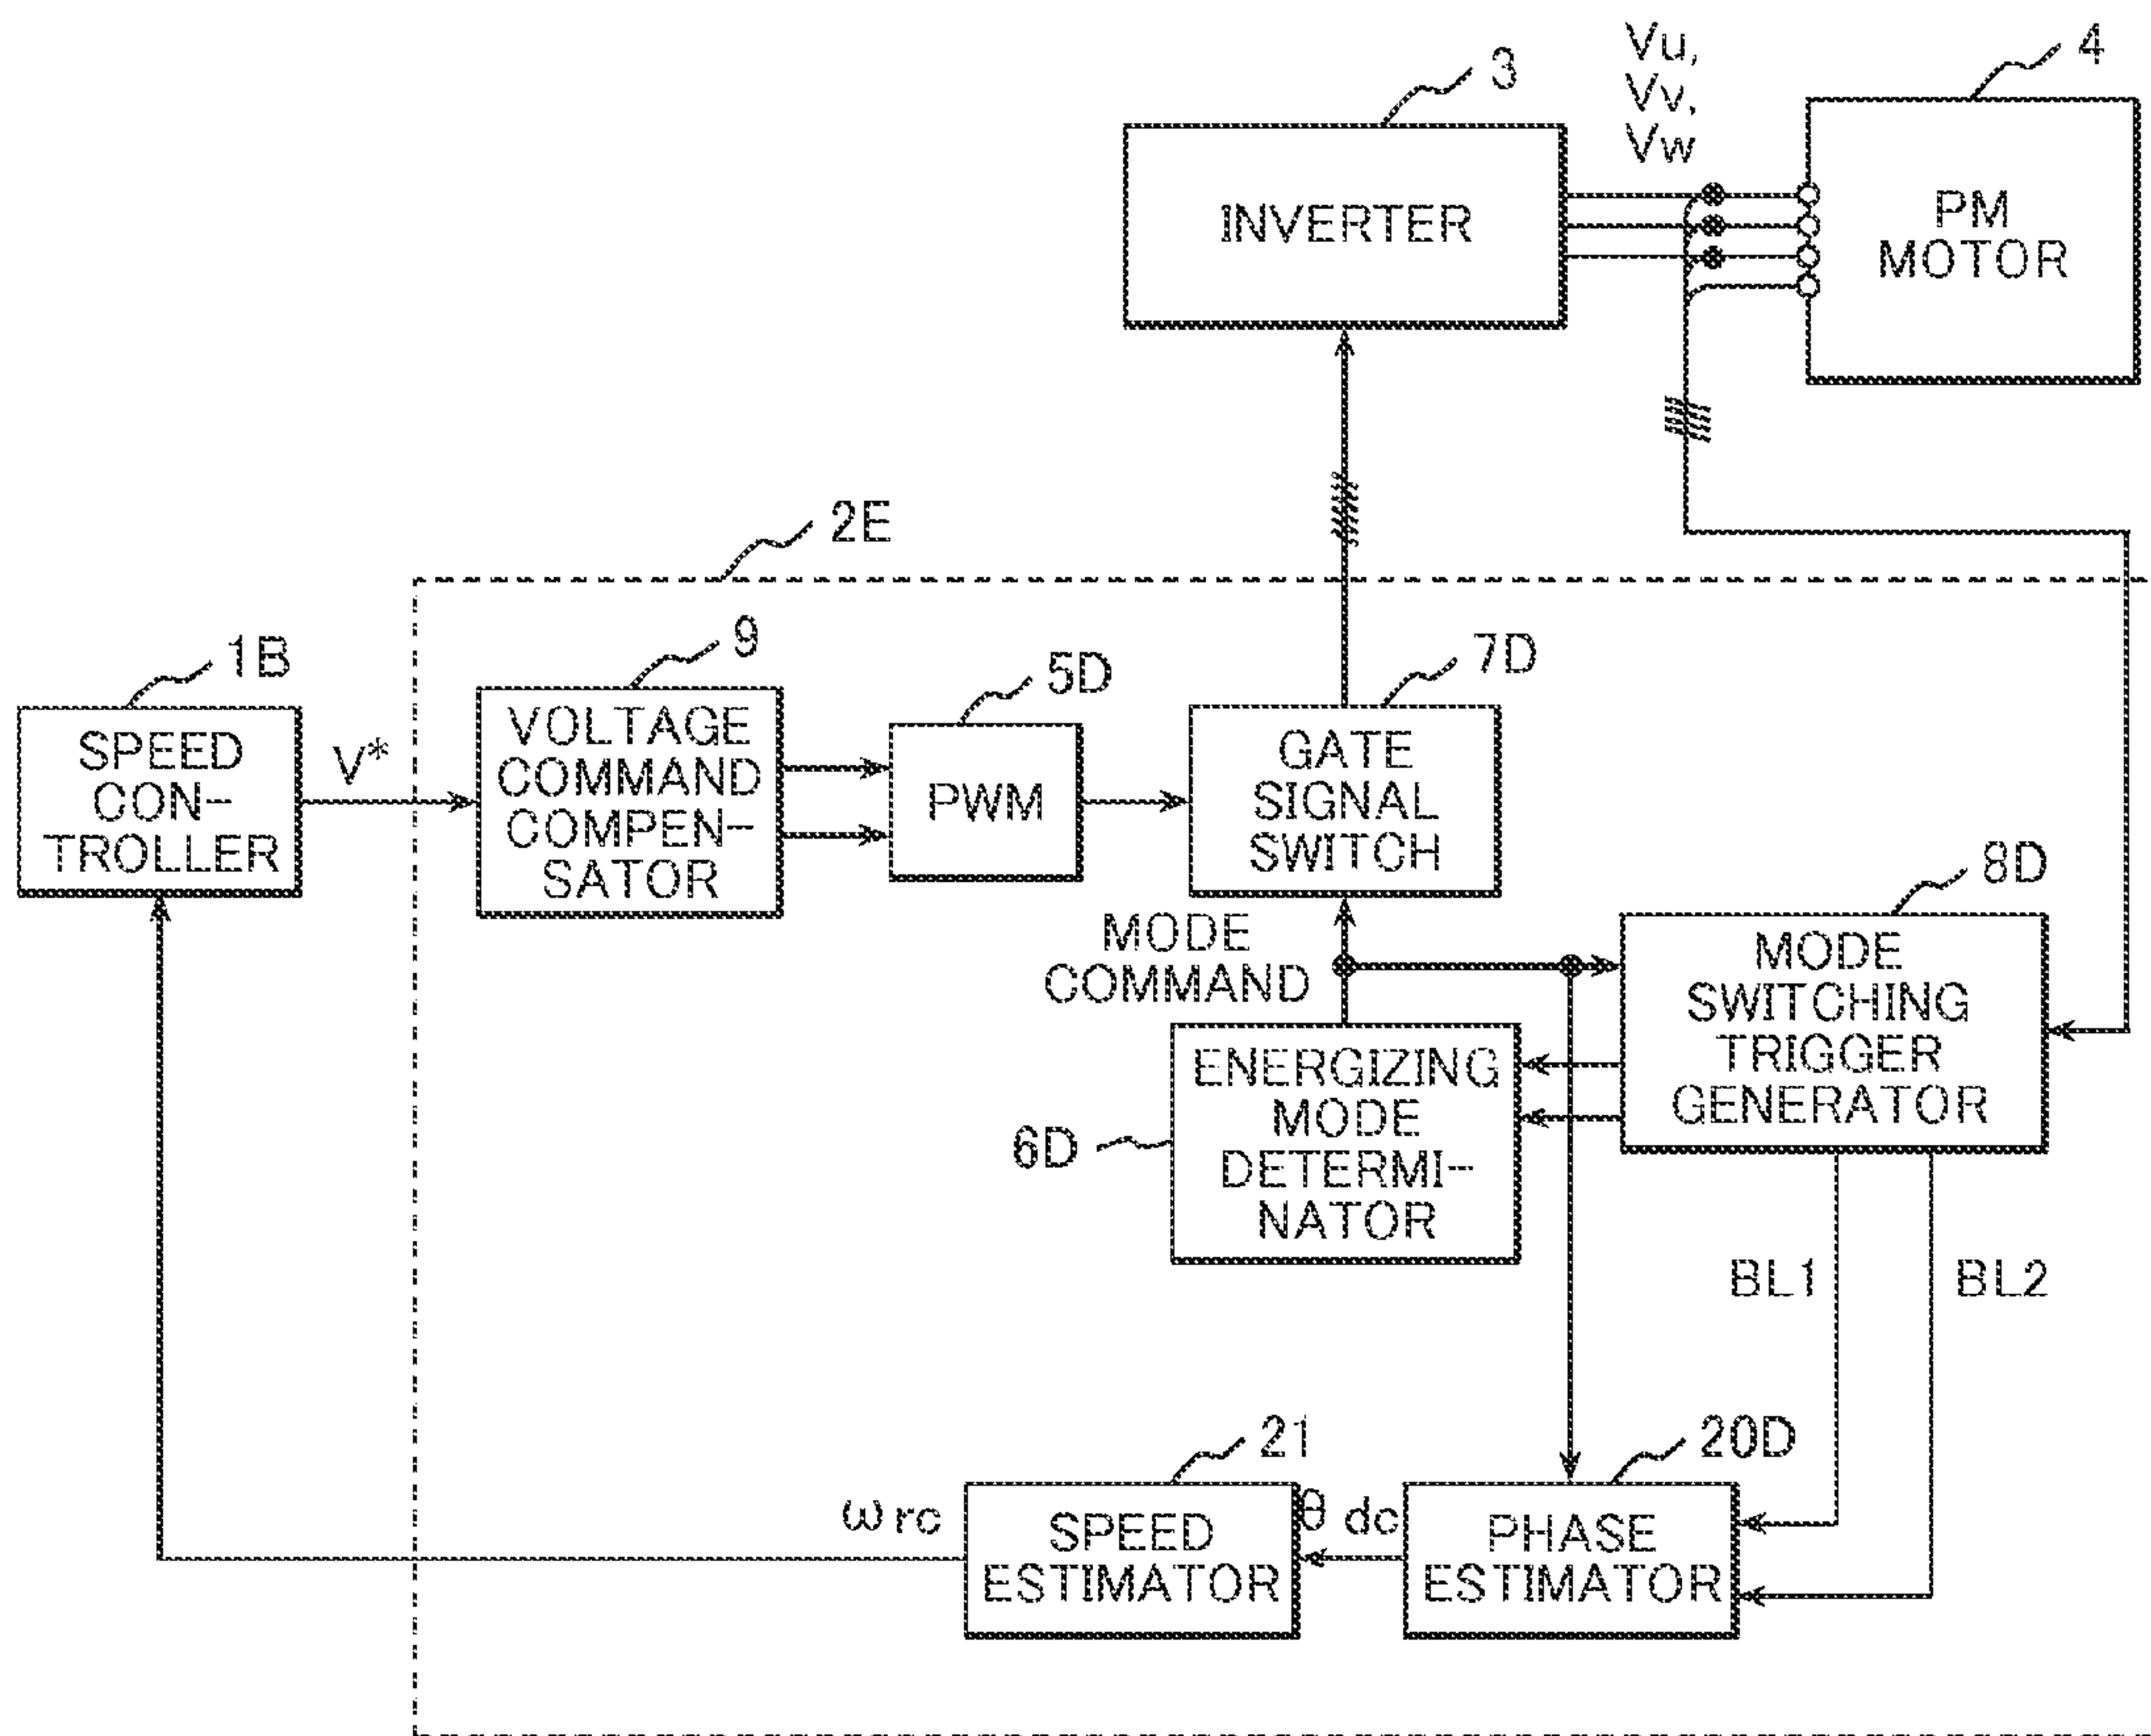 Vu,
Vv,
Vw
3
4
INVERTER
PM
MOTOR
2E
1B
9
5D
7D
SPEED
CON-
TROLLER
V*
VOLTAGE
COMMAND
COMPEN-
SATOR
PWM
GATE
SIGNAL
SWITCH
8D
MODE
COMMAND
MODE
SWITCHING
TRIGGER
GENERATOR
6D
ENERGIZING
MODE
DETERMI-
NATOR
BL1
BL2
21
20D
ω rc
SPEED
ESTIMATOR
θ dc
PHASE
ESTIMATOR